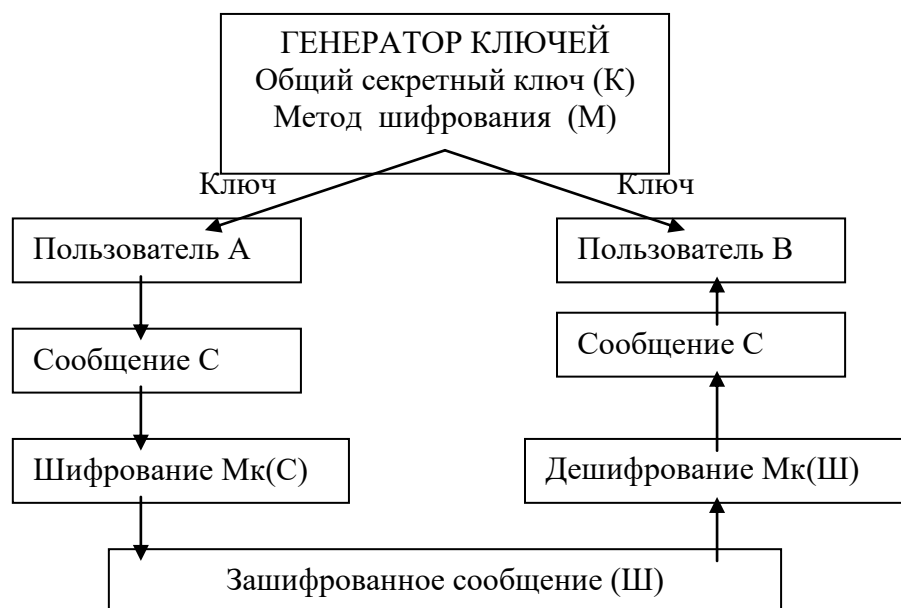 ГЕНЕРАТОР КЛЮЧЕЙ
Общий секретный ключ (К)
Метод шифрования (М)
Ключ
Ключ
Пользователь А
Пользователь В
Сообщение С
Сообщение С
Шифрование Мк(С)
Дешифрование Мк(Ш)
Зашифрованное сообщение (Ш)